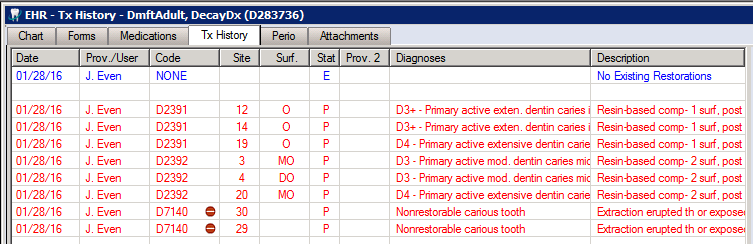 EHR - Tx History - DmftAdult, DecayDx (D283736)
Chart Forms Medications Tx History Perio Attachments
Date Prov./User Code Site Surf. Stat Prov. 2 Diagnoses Description
01/28/16 J. Even NONE E No Existing Restorations
01/28/16 J. Even D2391 12 O P D3+ - Primary active exten. dentin caries i Resin-based comp- 1 surf, post
01/28/16 J. Even D2391 14 O P D3+ - Primary active exten. dentin caries i Resin-based comp- 1 surf, post
01/28/16 J. Even D2391 19 O P D4 - Primary active extensive dentin caries Resin-based comp- 1 surf, post
01/28/16 J. Even D2392 3 MO P D3 - Primary active mod. dentin caries mic Resin-based comp- 2 surf, post
01/28/16 J. Even D2392 4 DO P D3 - Primary active mod. dentin caries mic Resin-based comp- 2 surf, post
01/28/16 J. Even D2392 20 MO P D4 - Primary active extensive dentin caries Resin-based comp- 2 surf, post
01/28/16 J. Even D7140 30 P Nonrestorable carious tooth Extraction erupted th or expose
01/28/16 J. Even D7140 29 P Nonrestorable carious tooth Extraction erupted th or expose